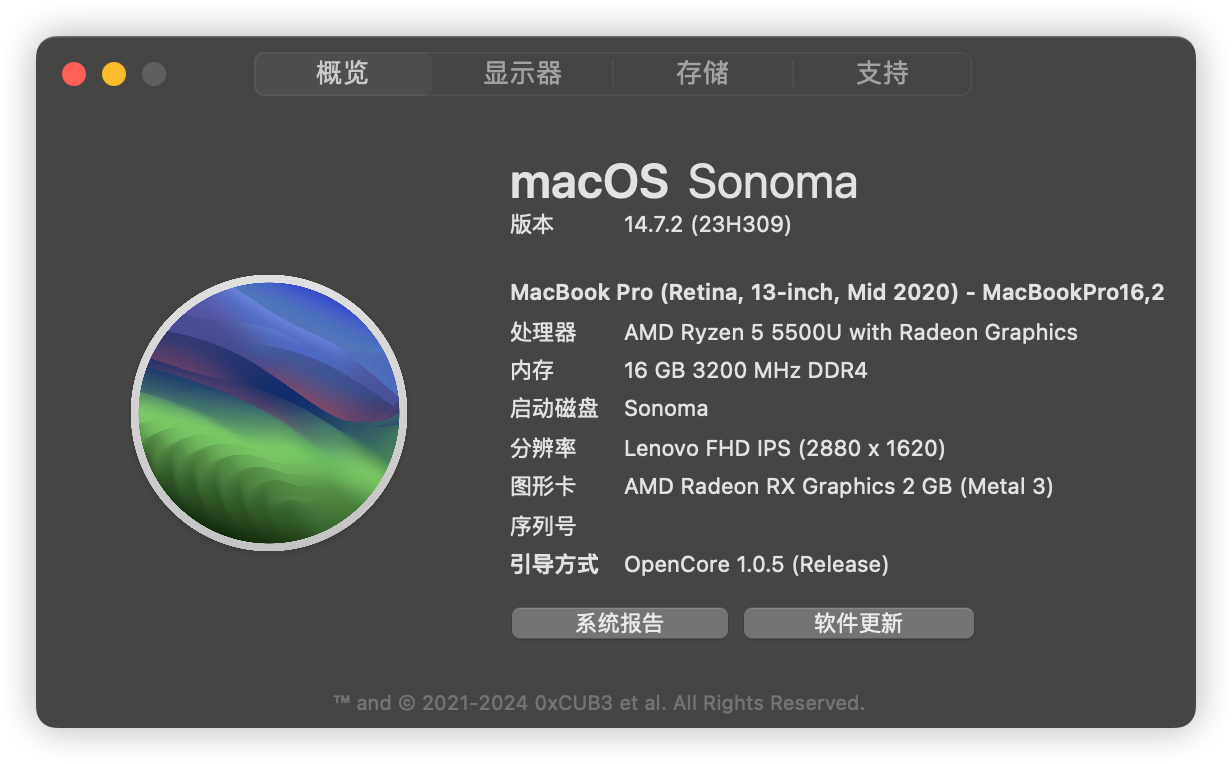 概览 显示器 存储 支持
macOS Sonoma
版本 14.7.2 (23H309)
MacBook Pro (Retina, 13-inch, Mid 2020) - MacBookPro16,2
处理器 AMD Ryzen 5 5500U with Radeon Graphics
内存 16 GB 3200 MHz DDR4
启动磁盘 Sonoma
分辨率 Lenovo FHD IPS (2880 x 1620)
图形卡 AMD Radeon RX Graphics 2 GB (Metal 3)
序列号
引导方式 OpenCore 1.0.5 (Release)
系统报告 软件更新
™ and © 2021-2024 0xCUB3 et al. All Rights Reserved.